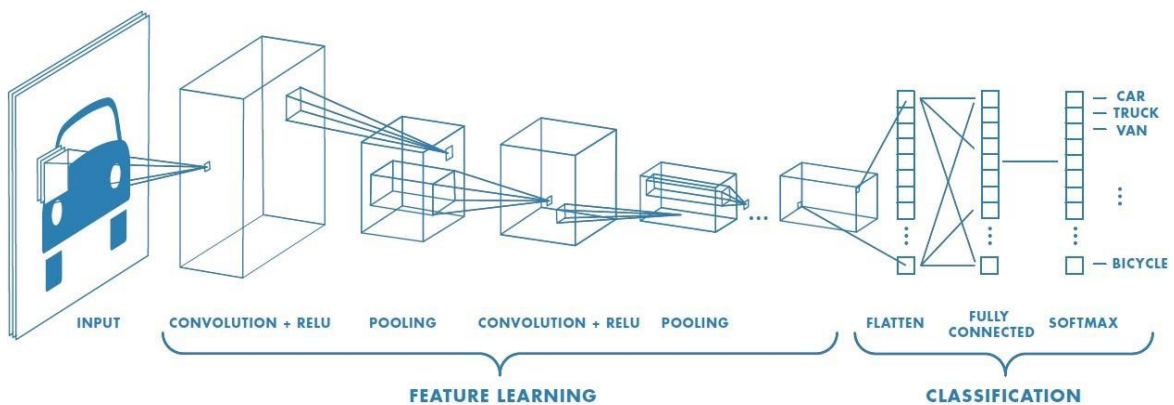 CAR
TRUCK
VAN
BICYCLE
INPUT
CONVOLUTION + RELU
POOLING
CONVOLUTION + RELU
POOLING
FLATTEN
FULLY
CONNECTED
SOFTMAX
FEATURE LEARNING
CLASSIFICATION